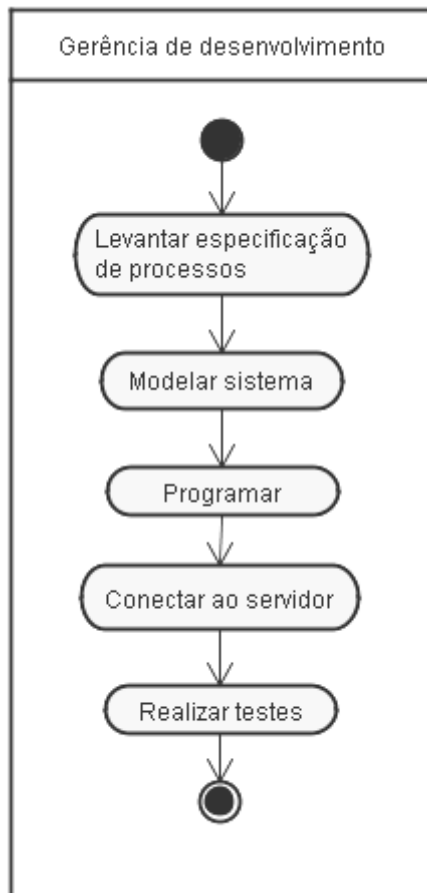 Gerência de desenvolvimento
Levantar especificação
de processos
Modelar sistema
Programar
Conectar ao servidor
Realizar testes